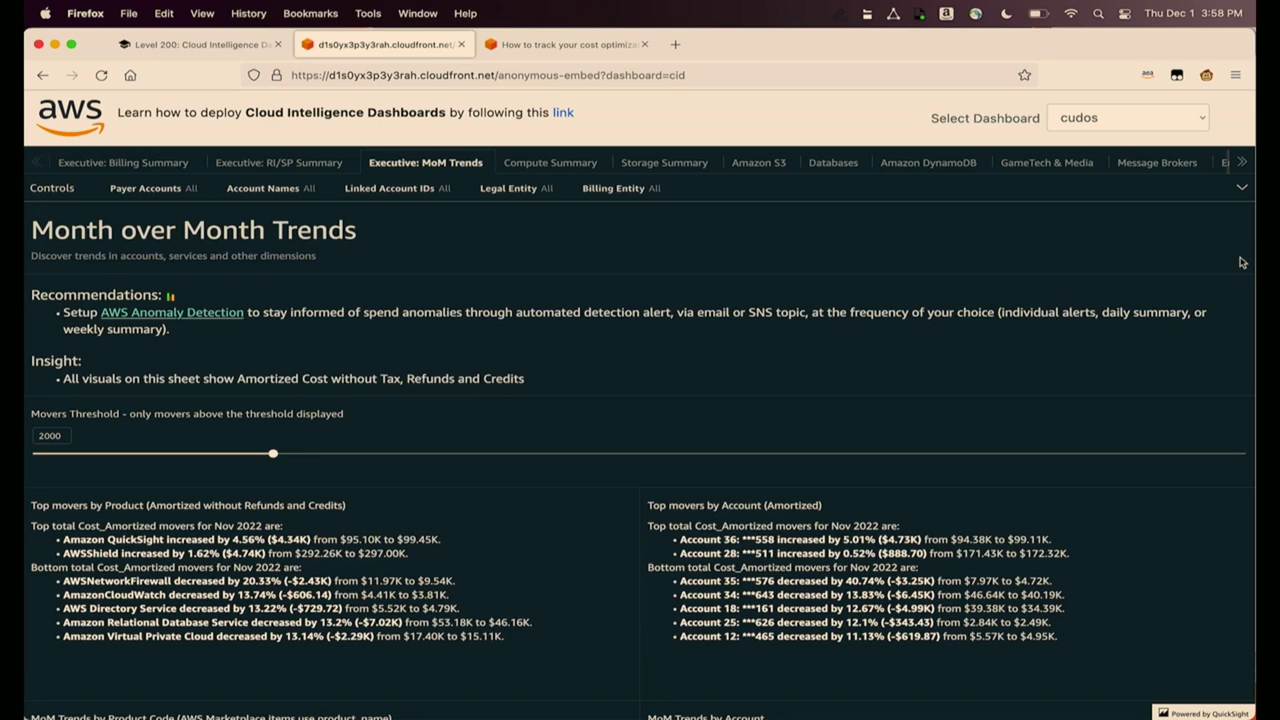 Firefox File Edit View History Bookmarks Tools Window Help
Thu Dec 1 3:58 PM
Level 200: Cloud Intelligence D
d1s0yx3p3y3rah.cloudfront.net/
How to track your cost optimiza
https://d1s0yx3p3y3rah.cloudfront.net/anonymous-embed?dashboard=cid
aws
Learn how to deploy Cloud Intelligence Dashboards by following this link
Select Dashboard cudos
Executive: Billing Summary Executive: RI/SP Summary Executive: MoM Trends Compute Summary Storage Summary Amazon S3 Databases Amazon DynamoDB GameTech & Media Message Brokers
Controls Payer Accounts All Account Names All Linked Account IDs All Legal Entity All Billing Entity All
Month over Month Trends
Discover trends in accounts, services and other dimensions
Recommendations:
• Setup AWS Anomaly Detection to stay informed of spend anomalies through automated detection alert, via email or SNS topic, at the frequency of your choice (individual alerts, daily summary, or
weekly summary).
Insight:
• All visuals on this sheet show Amortized Cost without Tax, Refunds and Credits
Movers Threshold - only movers above the threshold displayed
2000
Top movers by Product (Amortized without Refunds and Credits)
Top total Cost_Amortized movers for Nov 2022 are:
• Amazon QuickSight increased by 4.56% ($4.34K) from $95.10K to $99.45K.
• AWSShield increased by 1.62% ($4.74K) from $292.26K to $297.00K.
Bottom total Cost_Amortized movers for Nov 2022 are:
• AWSNetworkFirewall decreased by 20.33% (-$2.43K) from $11.97K to $9.54K.
• AmazonCloudWatch decreased by 13.74% (-$606.14) from $4.41K to $3.81K.
• AWS Directory Service decreased by 13.22% (-$729.72) from $5.52K to $4.79K.
• Amazon Relational Database Service decreased by 13.2% (-$7.02K) from $53.18K to $46.16K.
• Amazon Virtual Private Cloud decreased by 13.14% (-$2.29K) from $17.40K to $15.11K.
Top movers by Account (Amortized)
Top total Cost_Amortized movers for Nov 2022 are:
• Account 36: ***558 increased by 5.01% ($4.73K) from $94.38K to $99.11K.
• Account 28: ***511 increased by 0.52% ($888.70) from $171.43K to $172.32K.
Bottom total Cost_Amortized movers for Nov 2022 are:
• Account 35: ***576 decreased by 40.74% (-$3.25K) from $7.97K to $4.72K.
• Account 34: ***643 decreased by 13.83% (-$6.45K) from $46.64K to $40.19K.
• Account 18: ***161 decreased by 12.67% (-$4.99K) from $39.38K to $34.39K.
• Account 25: ***626 decreased by 12.1% (-$343.43) from $2.84K to $2.49K.
• Account 12: ***465 decreased by 11.13% (-$619.87) from $5.57K to $4.95K.
MoM Trends by Product Code (AWS Marketplace items use product_name)
MoM Trends by Account
Powered by QuickSight